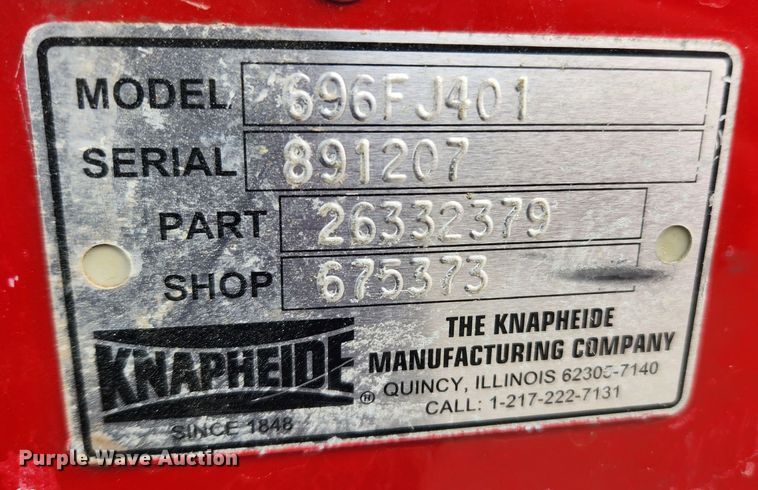 MODEL 696FJ401
SERIAL 891207
PART 26332379
SHOP 675373
KNAPHEIDE ®
SINCE 1848
THE KNAPHEIDE
MANUFACTURING COMPANY
QUINCY, ILLINOIS 62305-7140
CALL: 1-217-222-7131
Purple Wave Auction